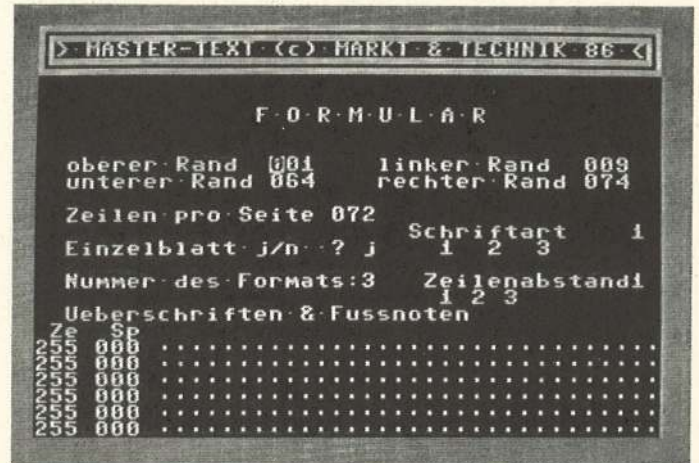 > MASTER-TEXT (c) MARKT & TECHNIK 86 <
F·O·R·M·U·L·A·R
oberer·Rand 001 linker·Rand 009
unterer·Rand 064 rechter·Rand 074
Zeilen·pro·Seite 072
Schriftart 1
Einzelblatt·j/n··? j 1 2 3
Nummer·des·Formats:3 Zeilenabstand1
1 2 3
Ueberschriften·&·Fussnoten
Ze Sp
255 000 ..............................
255 000 ..............................
255 000 ..............................
255 000 ..............................
255 000 ..............................
255 000 ..............................